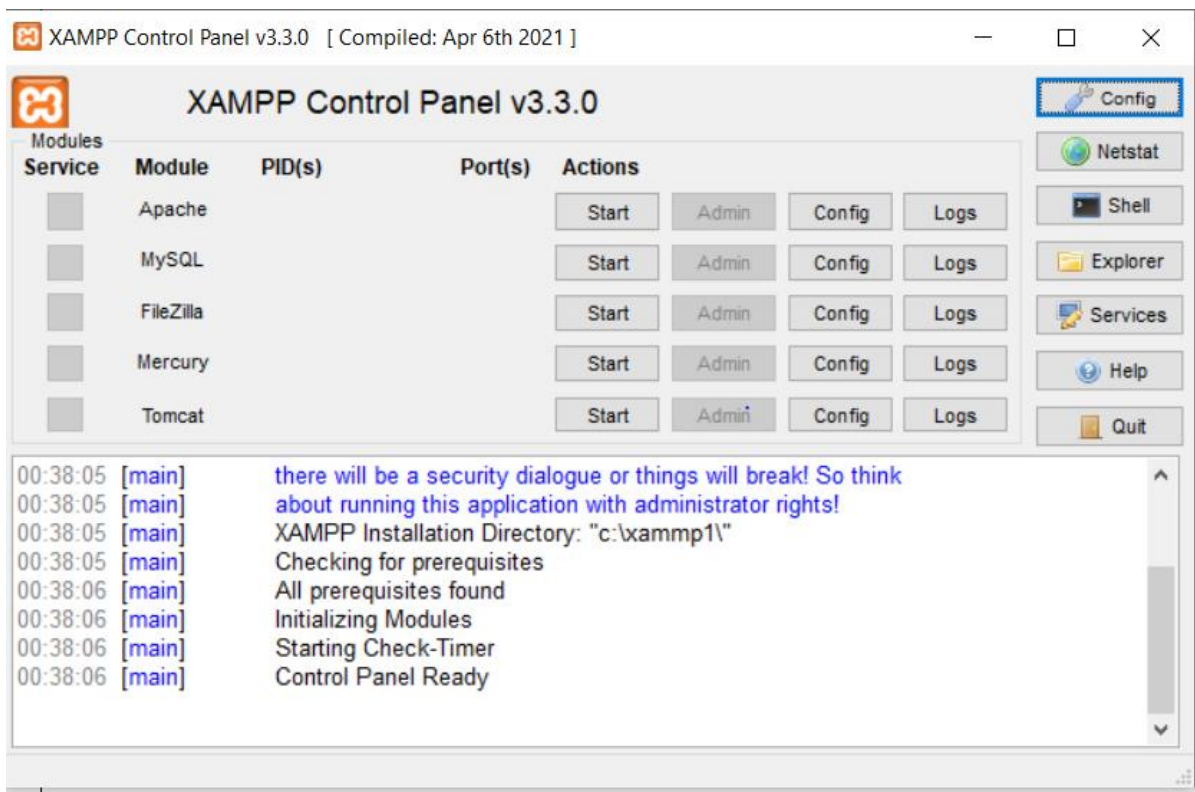 XAMPP Control Panel v3.3.0 [ Compiled: Apr 6th 2021 ]
XAMPP Control Panel v3.3.0
Config
Modules
Netstat
Service Module PID(s) Port(s) Actions
Apache Start Admin Config Logs
Shell
MySQL Start Admin Config Logs
Explorer
FileZilla Start Admin Config Logs
Services
Mercury Start Admin Config Logs
Help
Tomcat Start Admin Config Logs
Quit
00:38:05 [main] there will be a security dialogue or things will break! So think
00:38:05 [main] about running this application with administrator rights!
00:38:05 [main] XAMPP Installation Directory: "c:\xammp1\"
00:38:05 [main] Checking for prerequisites
00:38:06 [main] All prerequisites found
00:38:06 [main] Initializing Modules
00:38:06 [main] Starting Check-Timer
00:38:06 [main] Control Panel Ready